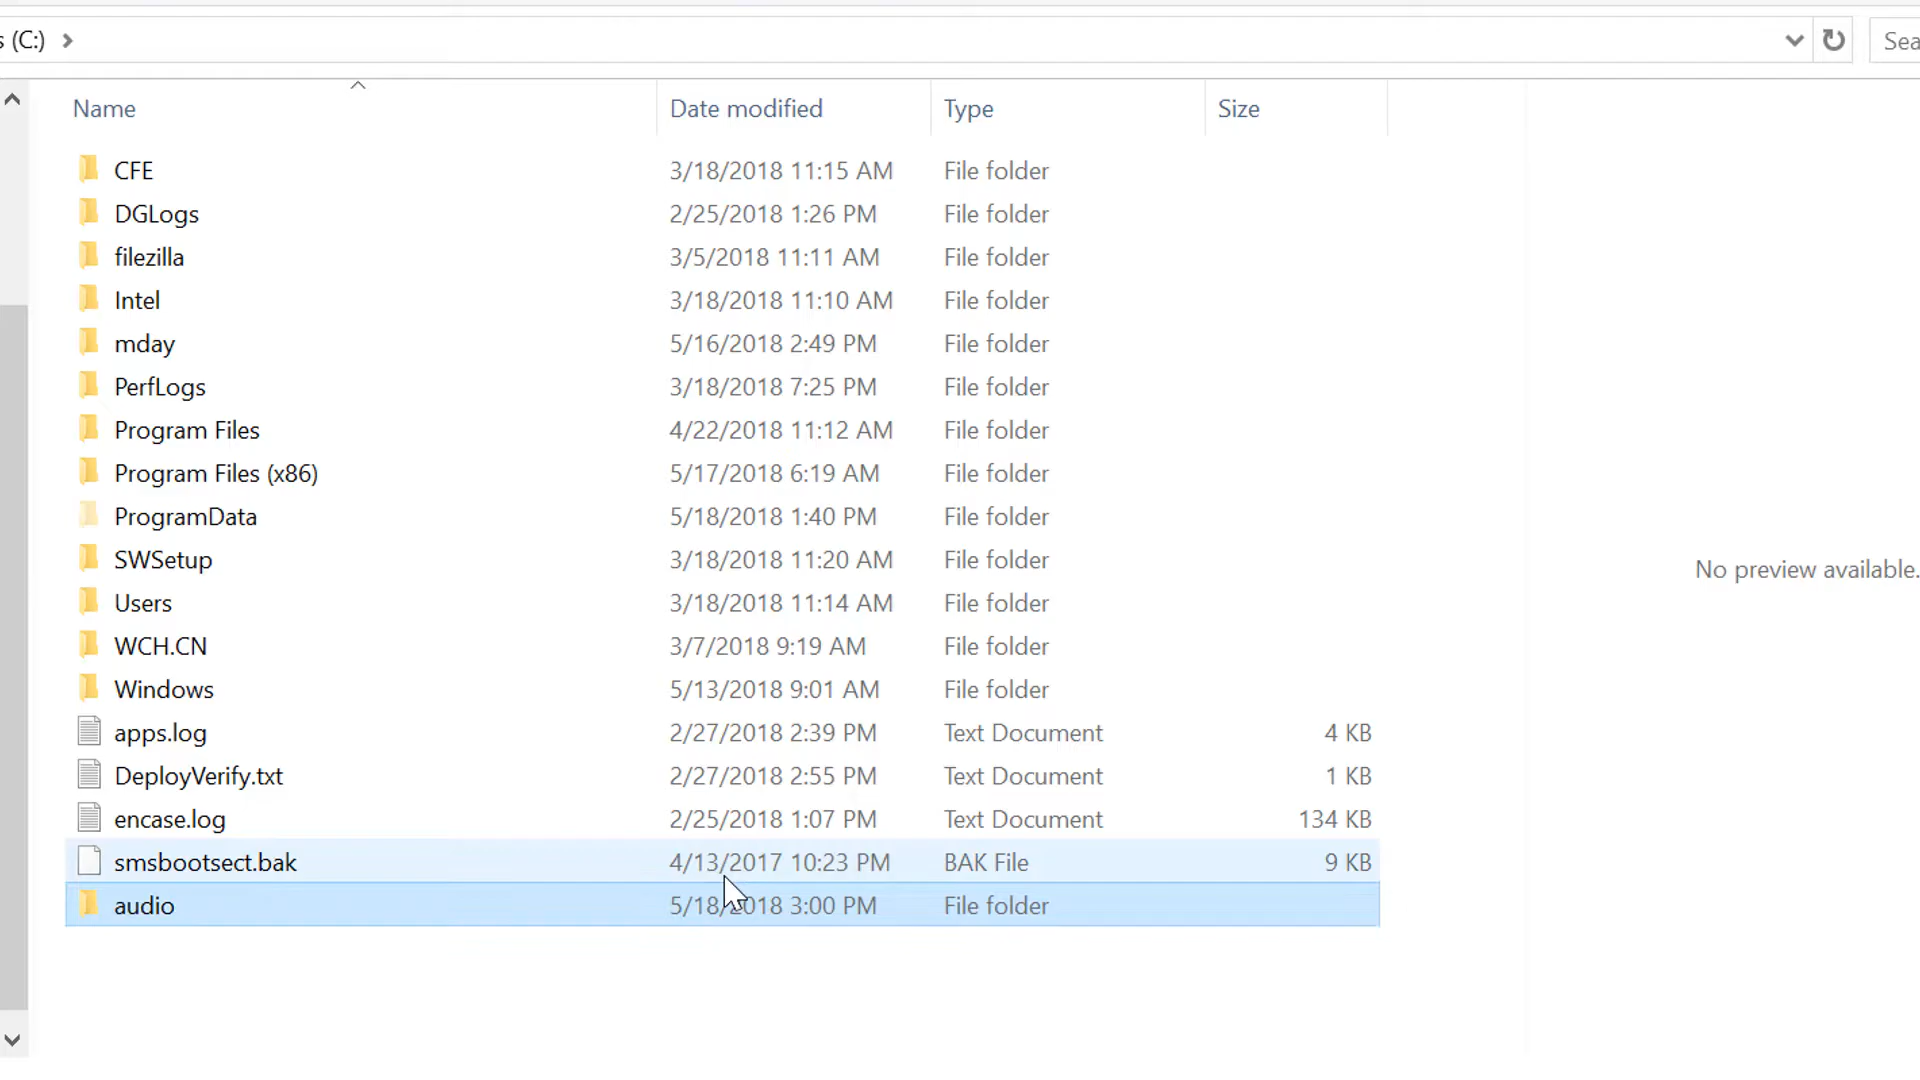 s (C:)
Sea
Name Date modified Type Size
CFE 3/18/2018 11:15 AM File folder
DGLogs 2/25/2018 1:26 PM File folder
filezilla 3/5/2018 11:11 AM File folder
Intel 3/18/2018 11:10 AM File folder
mday 5/16/2018 2:49 PM File folder
PerfLogs 3/18/2018 7:25 PM File folder
Program Files 4/22/2018 11:12 AM File folder
Program Files (x86) 5/17/2018 6:19 AM File folder
ProgramData 5/18/2018 1:40 PM File folder
SWSetup 3/18/2018 11:20 AM File folder
Users 3/18/2018 11:14 AM File folder
WCH.CN 3/7/2018 9:19 AM File folder
Windows 5/13/2018 9:01 AM File folder
apps.log 2/27/2018 2:39 PM Text Document 4 KB
DeployVerify.txt 2/27/2018 2:55 PM Text Document 1 KB
encase.log 2/25/2018 1:07 PM Text Document 134 KB
smsbootsect.bak 4/13/2017 10:23 PM BAK File 9 KB
audio 5/18/2018 3:00 PM File folder
No preview available.